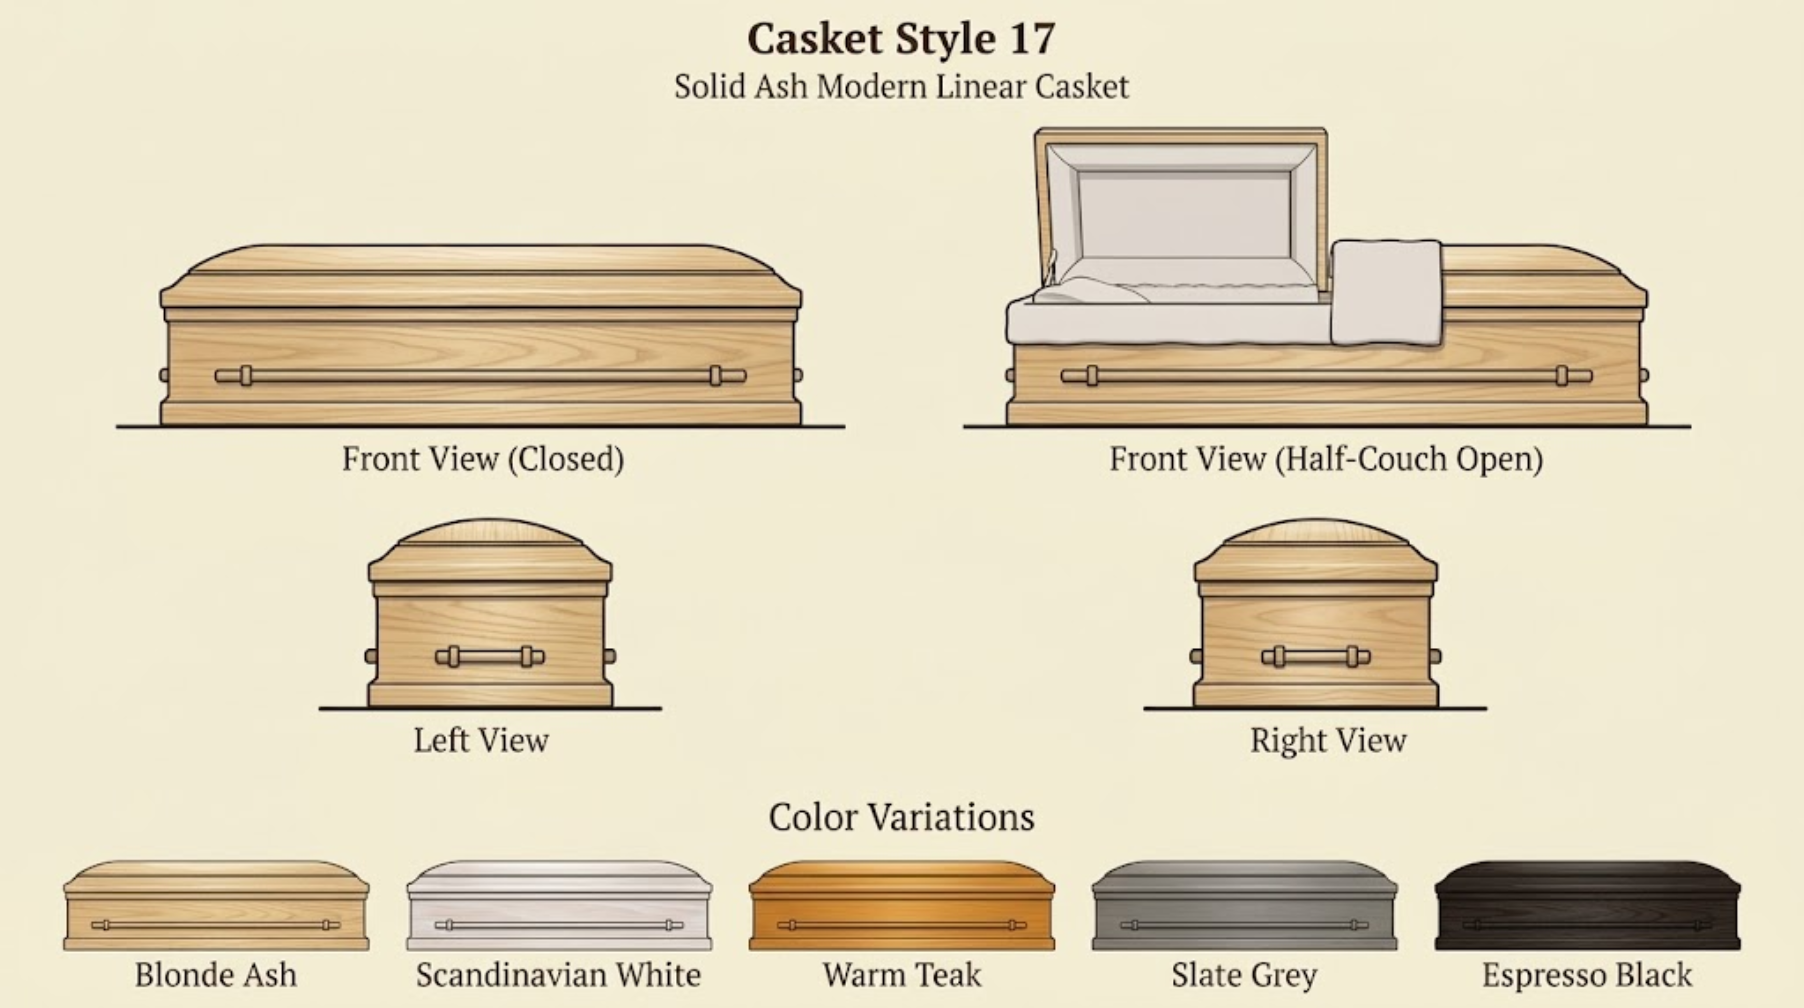 Casket Style 17
Solid Ash Modern Linear Casket
Front View (Closed)
Front View (Half-Couch Open)
Left View
Right View
Color Variations
Blonde Ash
Scandinavian White
Warm Teak
Slate Grey
Espresso Black